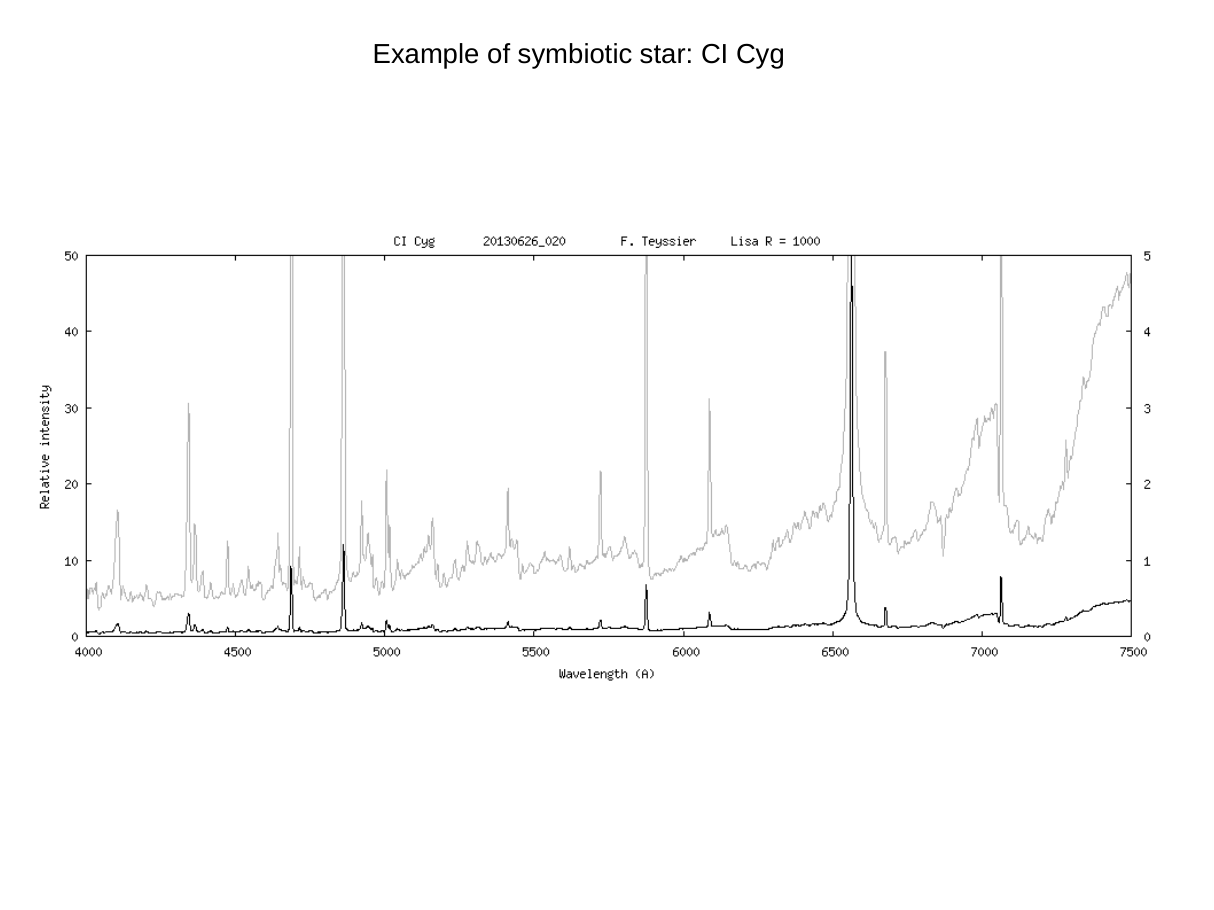 Example of symbiotic star: CI Cyg
CI Cyg 20130626_020 F. Teyssier Lisa R = 1000
50 5
40 4
30 3
20 2
10 1
0 0
Relative intensity
4000 4500 5000 5500 6000 6500 7000 7500
Wavelength (A)